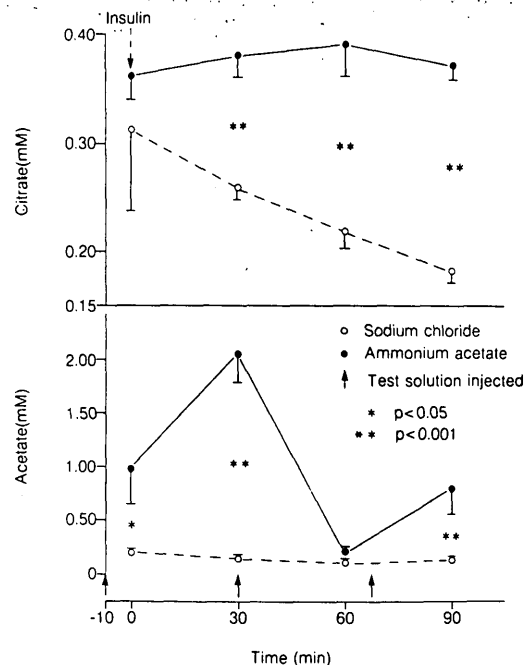 Insulin
0.40
0.30
0.20
0.15
Citrate(mM)
**
**
**
○ Sodium chloride
● Ammonium acetate
↑ Test solution injected
* p<0.05
** p<0.001
2.00
1.50
1.00
0.50
0
Acetate(mM)
*
**
**
-10 0 30 60 90
Time (min)